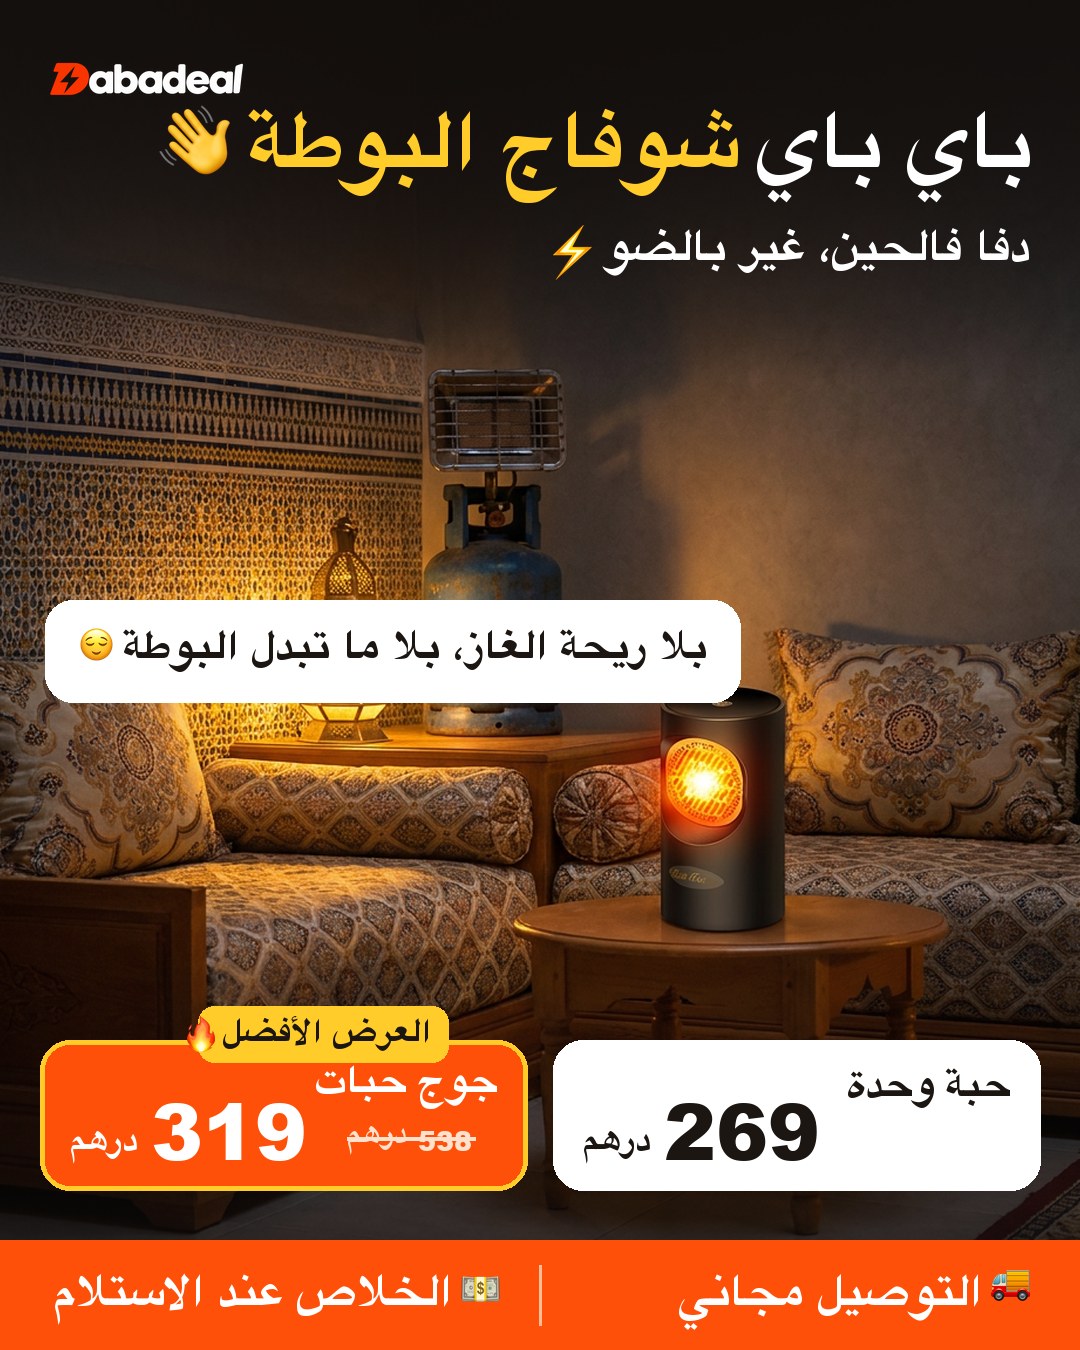 Dabadeal
باي باي شوفاج البوطة 👋
دفا فالحين، غير بالضو ⚡
بلا ريحة الغاز، بلا ما تبدل البوطة 😌
حبة وحدة
269 درهم
العرض الأفضل 🔥
جوج حبات
538 درهم
319 درهم
🚚 التوصيل مجاني
💵 الخلاص عند الاستلام